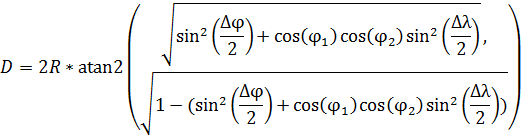 D = 2R * atan2 ( √(sin²(Δφ/2) + cos(φ₁) cos(φ₂) sin²(Δλ/2)) ,
√(1 − (sin²(Δφ/2) + cos(φ₁) cos(φ₂) sin²(Δλ/2))) )